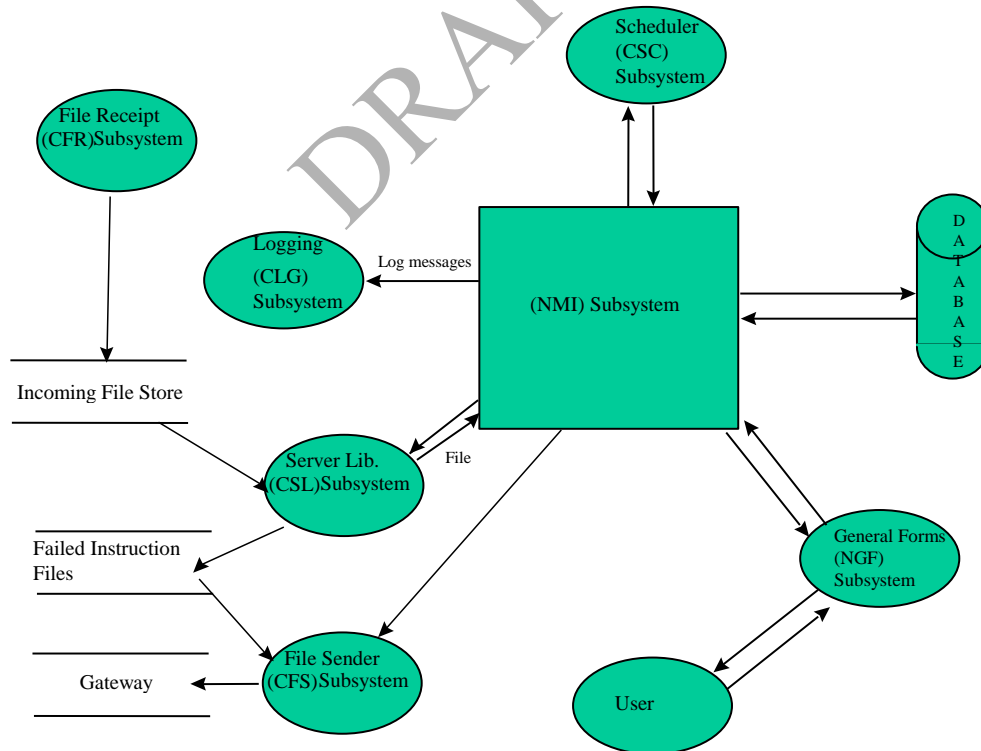 DRAF
Scheduler
(CSC)
Subsystem
File Receipt
(CFR)Subsystem
Logging
(CLG)
Subsystem
Log messages
(NMI) Subsystem
D
A
T
A
B
A
S
E
Incoming File Store
Server Lib.
(CSL)Subsystem
File
Failed Instruction
Files
General Forms
(NGF)
Subsystem
File Sender
(CFS)Subsystem
Gateway
User